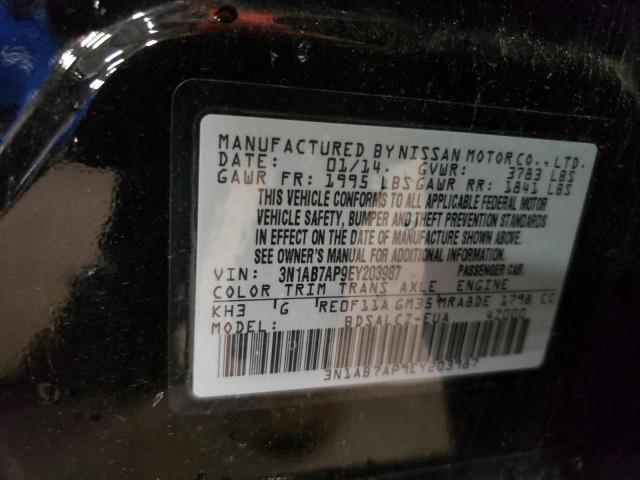 MANUFACTURED BY NISSAN MOTOR CO., LTD.
DATE: 01/14. GVWR: 3783 LBS
GAWR FR: 1995 LBS GAWR RR: 1841 LBS
THIS VEHICLE CONFORMS TO ALL APPLICABLE FEDERAL MOTOR
VEHICLE SAFETY, BUMPER AND THEFT PREVENTION STANDARDS
IN EFFECT ON THE DATE OF MANUFACTURE SHOWN ABOVE.
SEE OWNER'S MANUAL FOR ADDITIONAL INFORMATION.
VIN: 3N1AB7AP9EY203987 PASSENGER CAR.
COLOR TRIM TRANS AXLE ENGINE
KH3 'G 'RE0F11A GM35 MRA8DE 1798 CC
MODEL: BDSALCZ-EUA 4Z000
3N1AB7AP9EY203987